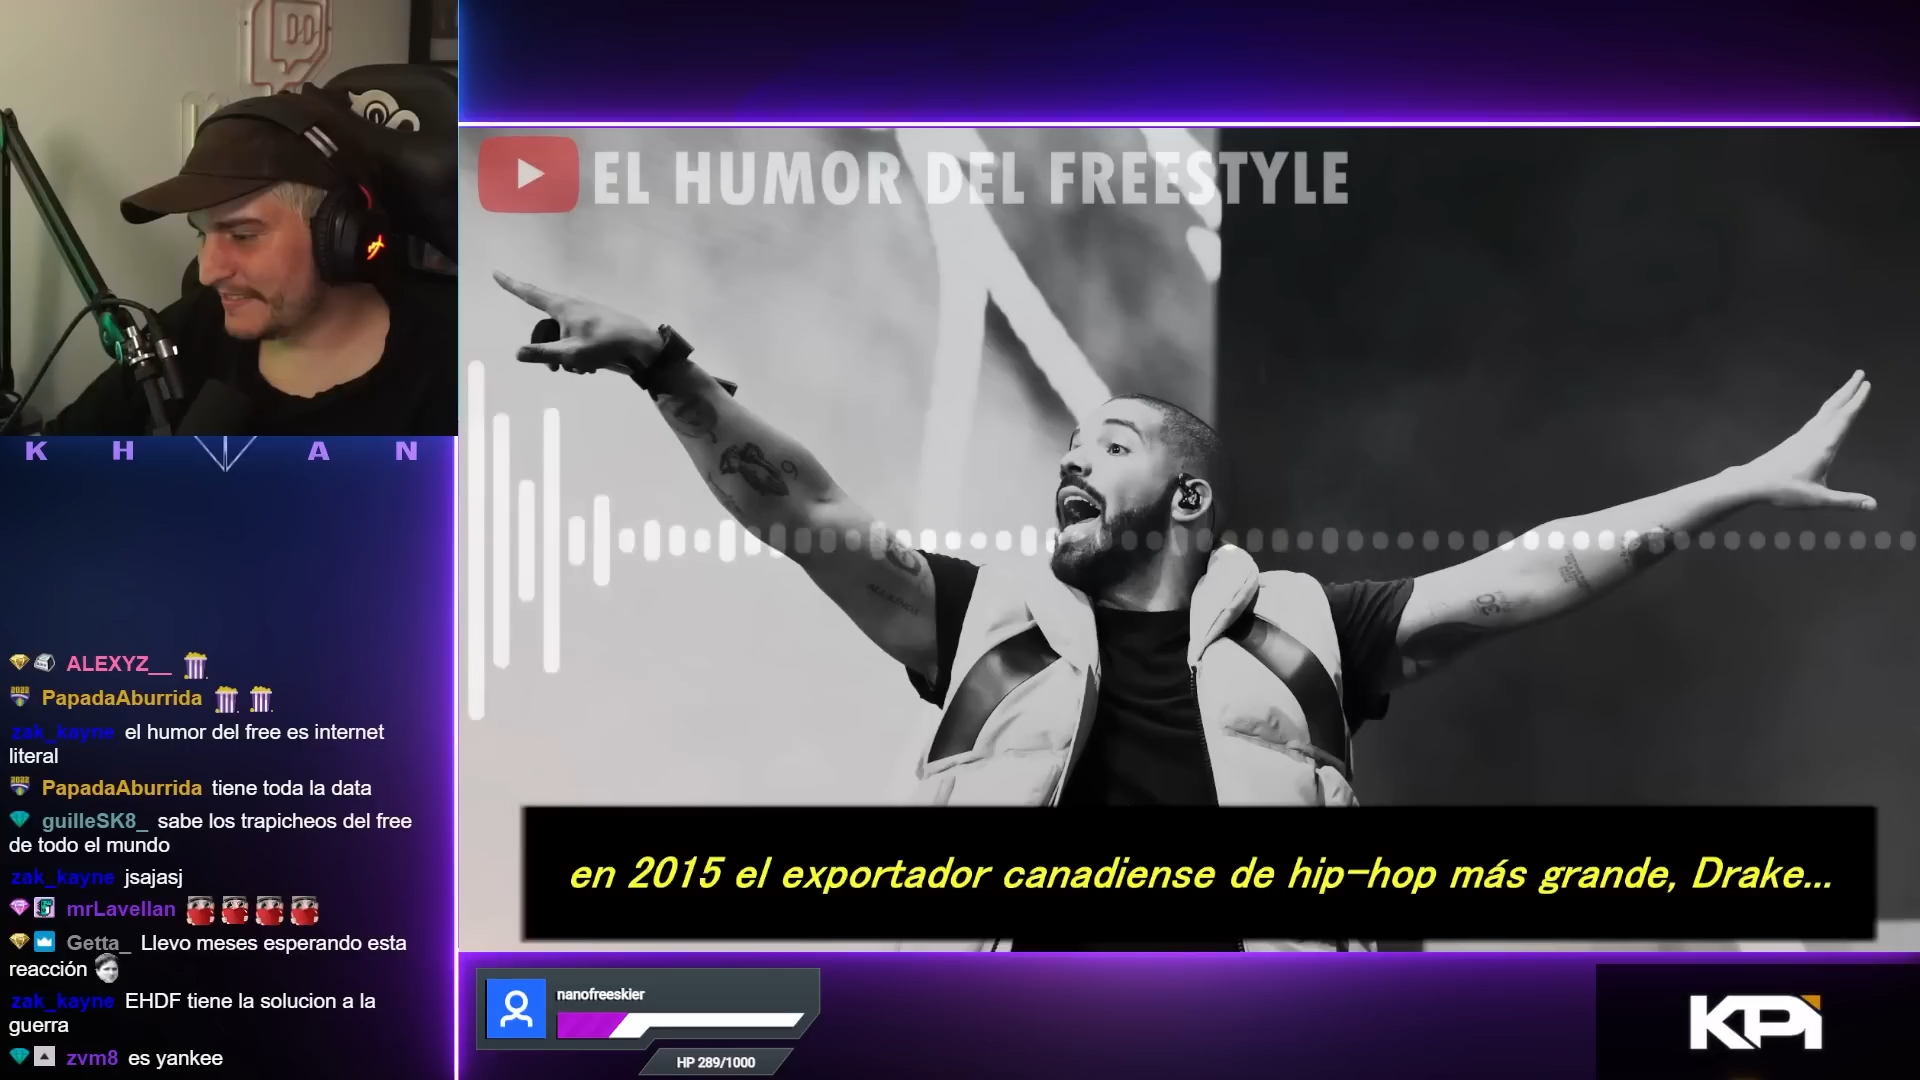 EL HUMOR DEL FREESTYLE
K H A N
ALEXYZ__
PapadaAburrida
zak_kayne el humor del free es internet
literal
PapadaAburrida tiene toda la data
guilleSK8_ sabe los trapicheos del free
de todo el mundo
zak_kayne jsajasj
mrLavellan
Getta_ Llevo meses esperando esta
reacción
zak_kayne EHDF tiene la solucion a la
guerra
zvm8 es yankee
en 2015 el exportador canadiense de hip-hop más grande, Drake...
nanofreeskier
HP 289/1000
KPi